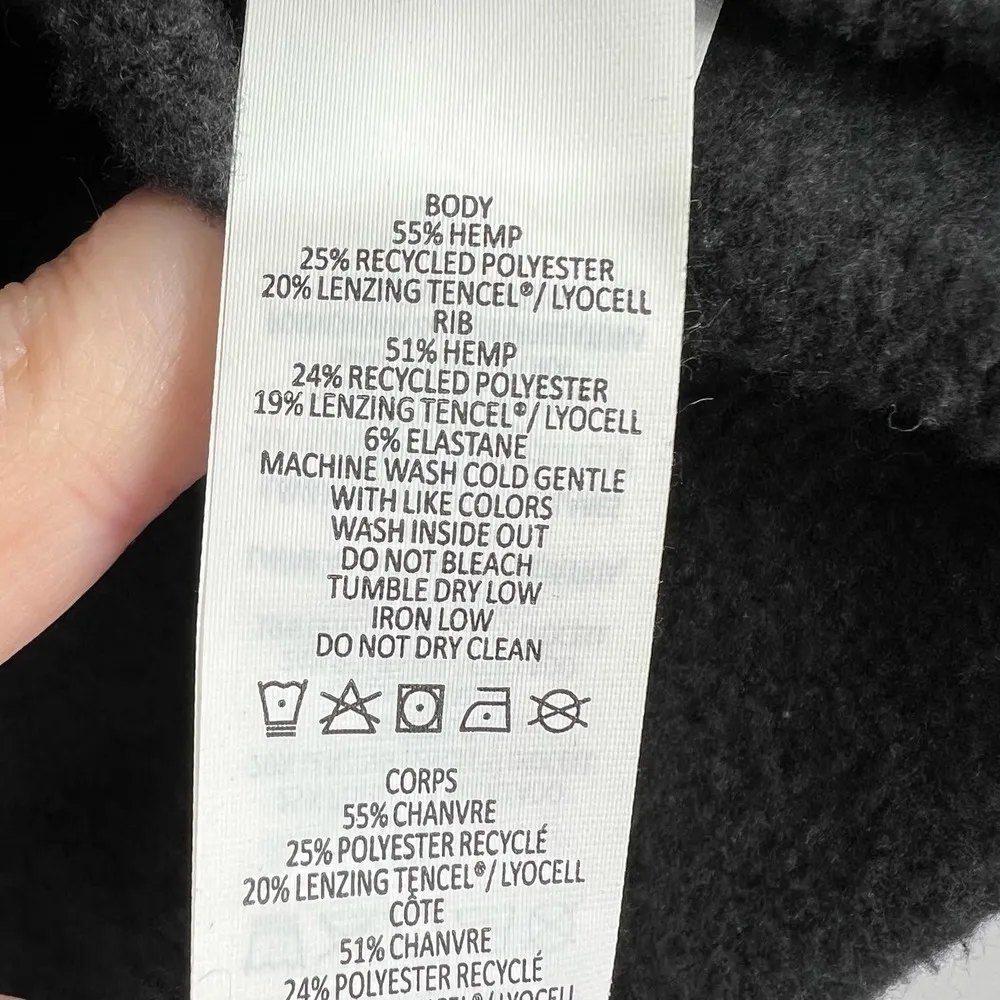 BODY
55% HEMP
25% RECYCLED POLYESTER
20% LENZING TENCEL®/ LYOCELL
RIB
51% HEMP
24% RECYCLED POLYESTER
19% LENZING TENCEL®/ LYOCELL
6% ELASTANE
MACHINE WASH COLD GENTLE
WITH LIKE COLORS
WASH INSIDE OUT
DO NOT BLEACH
TUMBLE DRY LOW
IRON LOW
DO NOT DRY CLEAN
CORPS
55% CHANVRE
25% POLYESTER RECYCLÉ
20% LENZING TENCEL®/ LYOCELL
CÔTE
51% CHANVRE
24% POLYESTER RECYCLÉ
TENCEL®/ LYOCELL